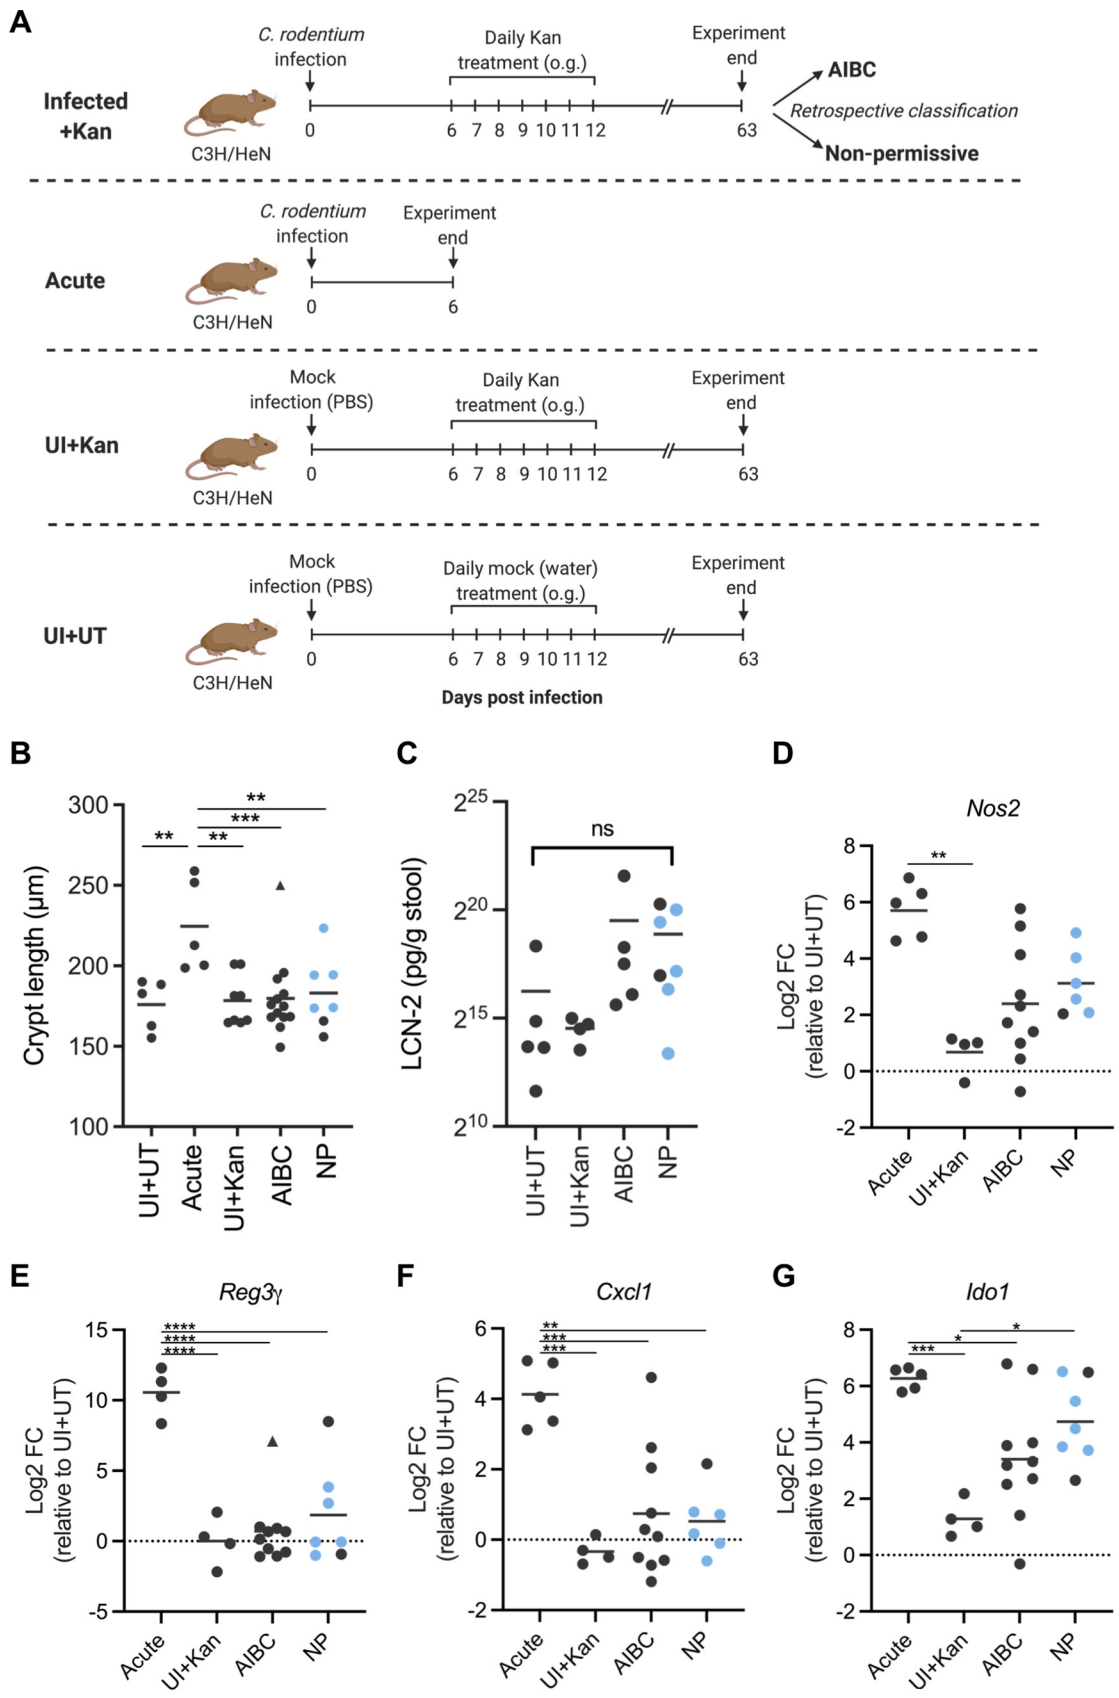 A
C. rodentium
infection
Daily Kan
treatment (o.g.)
Experiment
end
Infected
+Kan
C3H/HeN
0
6 7 8 9 10 11 12
63
AIBC
Retrospective classification
Non-permissive
C. rodentium
infection
Experiment
end
Acute
C3H/HeN
0
6
Mock
infection (PBS)
Daily Kan
treatment (o.g.)
Experiment
end
UI+Kan
C3H/HeN
0
6 7 8 9 10 11 12
63
Mock
infection (PBS)
Daily mock (water)
treatment (o.g.)
Experiment
end
UI+UT
C3H/HeN
0
6 7 8 9 10 11 12
63
Days post infection
B
Crypt length (µm)
300
250
200
150
100
**
***
** **
UI+UT
Acute
UI+Kan
AIBC
NP
C
LCN-2 (pg/g stool)
2^25
2^20
2^15
2^10
ns
UI+UT
UI+Kan
AIBC
NP
D
Nos2
Log2 FC
(relative to UI+UT)
8
6
4
2
0
-2
**
Acute
UI+Kan
AIBC
NP
E
Reg3γ
Log2 FC
(relative to UI+UT)
15
10
5
0
-5
****
****
****
Acute
UI+Kan
AIBC
NP
F
Cxcl1
Log2 FC
(relative to UI+UT)
6
4
2
0
-2
**
***
***
Acute
UI+Kan
AIBC
NP
G
Ido1
Log2 FC
(relative to UI+UT)
8
6
4
2
0
-2
*
*
***
Acute
UI+Kan
AIBC
NP